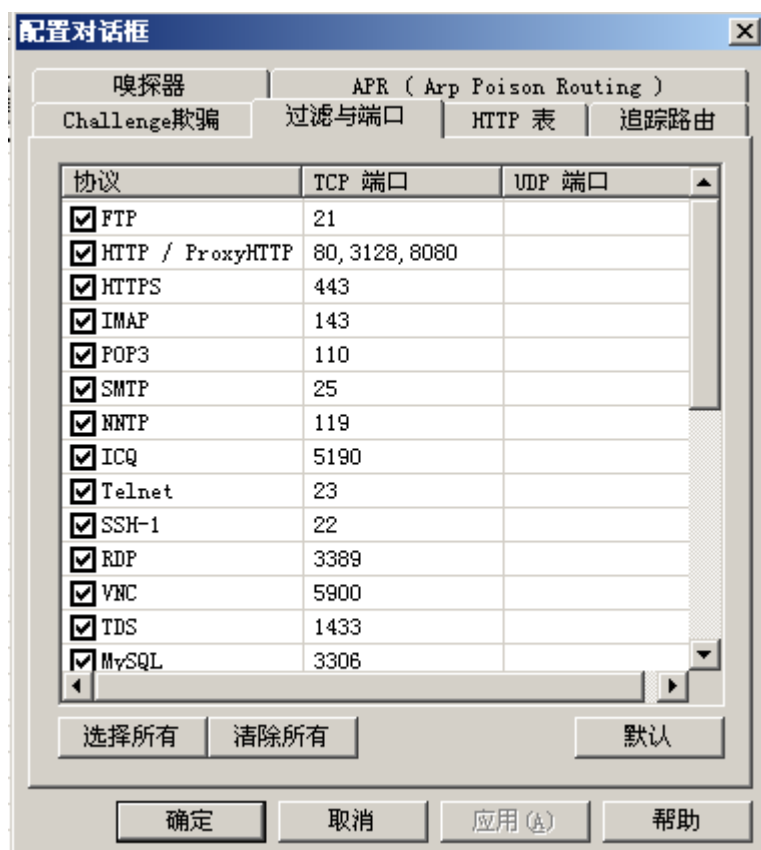 配置对话框
嗅探器 APR ( Arp Poison Routing )
Challenge欺骗 过滤与端口 HTTP 表 追踪路由
协议 TCP 端口 UDP 端口
FTP 21
HTTP / ProxyHTTP 80,3128,8080
HTTPS 443
IMAP 143
POP3 110
SMTP 25
NNTP 119
ICQ 5190
Telnet 23
SSH-1 22
RDP 3389
VNC 5900
TDS 1433
MySQL 3306
选择所有 清除所有 默认
确定 取消 应用(A) 帮助